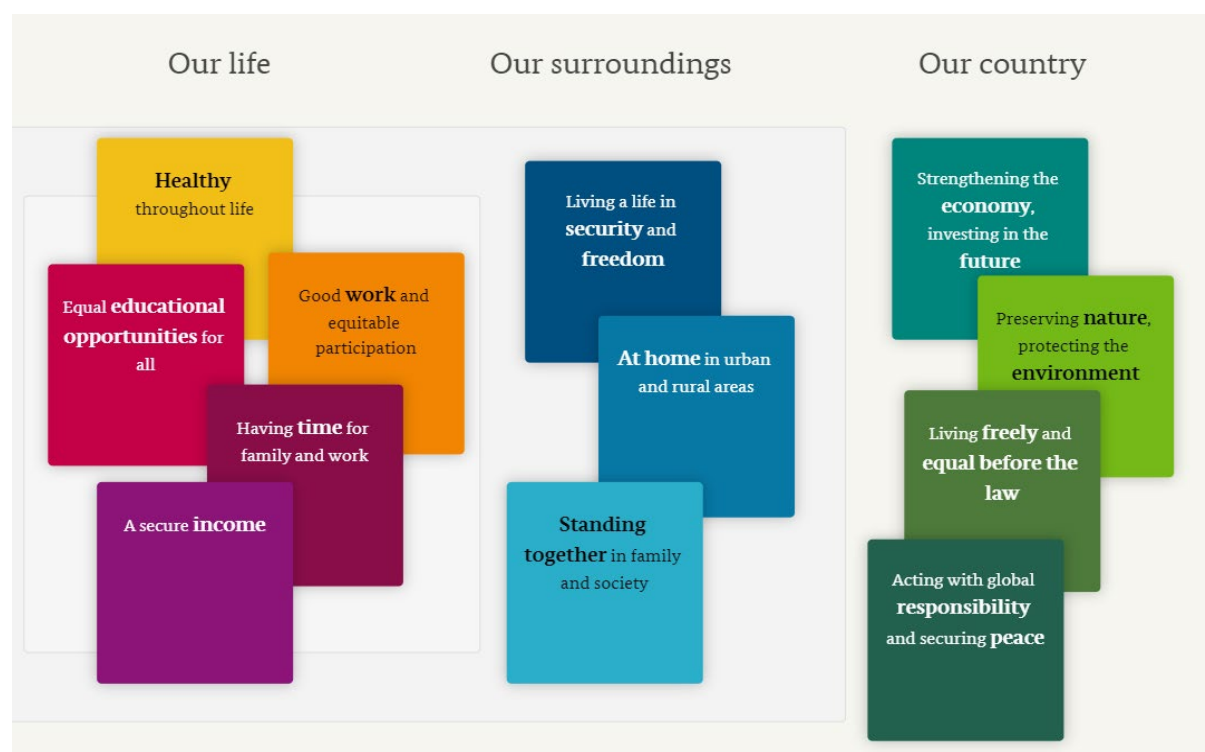 Our life
Our surroundings
Our country
Healthy
throughout life
Equal educational
opportunities for
all
Good work and
equitable
participation
Having time for
family and work
A secure income
Living a life in
security and
freedom
At home in urban
and rural areas
Standing
together in family
and society
Strengthening the
economy,
investing in the
future
Preserving nature,
protecting the
environment
Living freely and
equal before the
law
Acting with global
responsibility
and securing peace